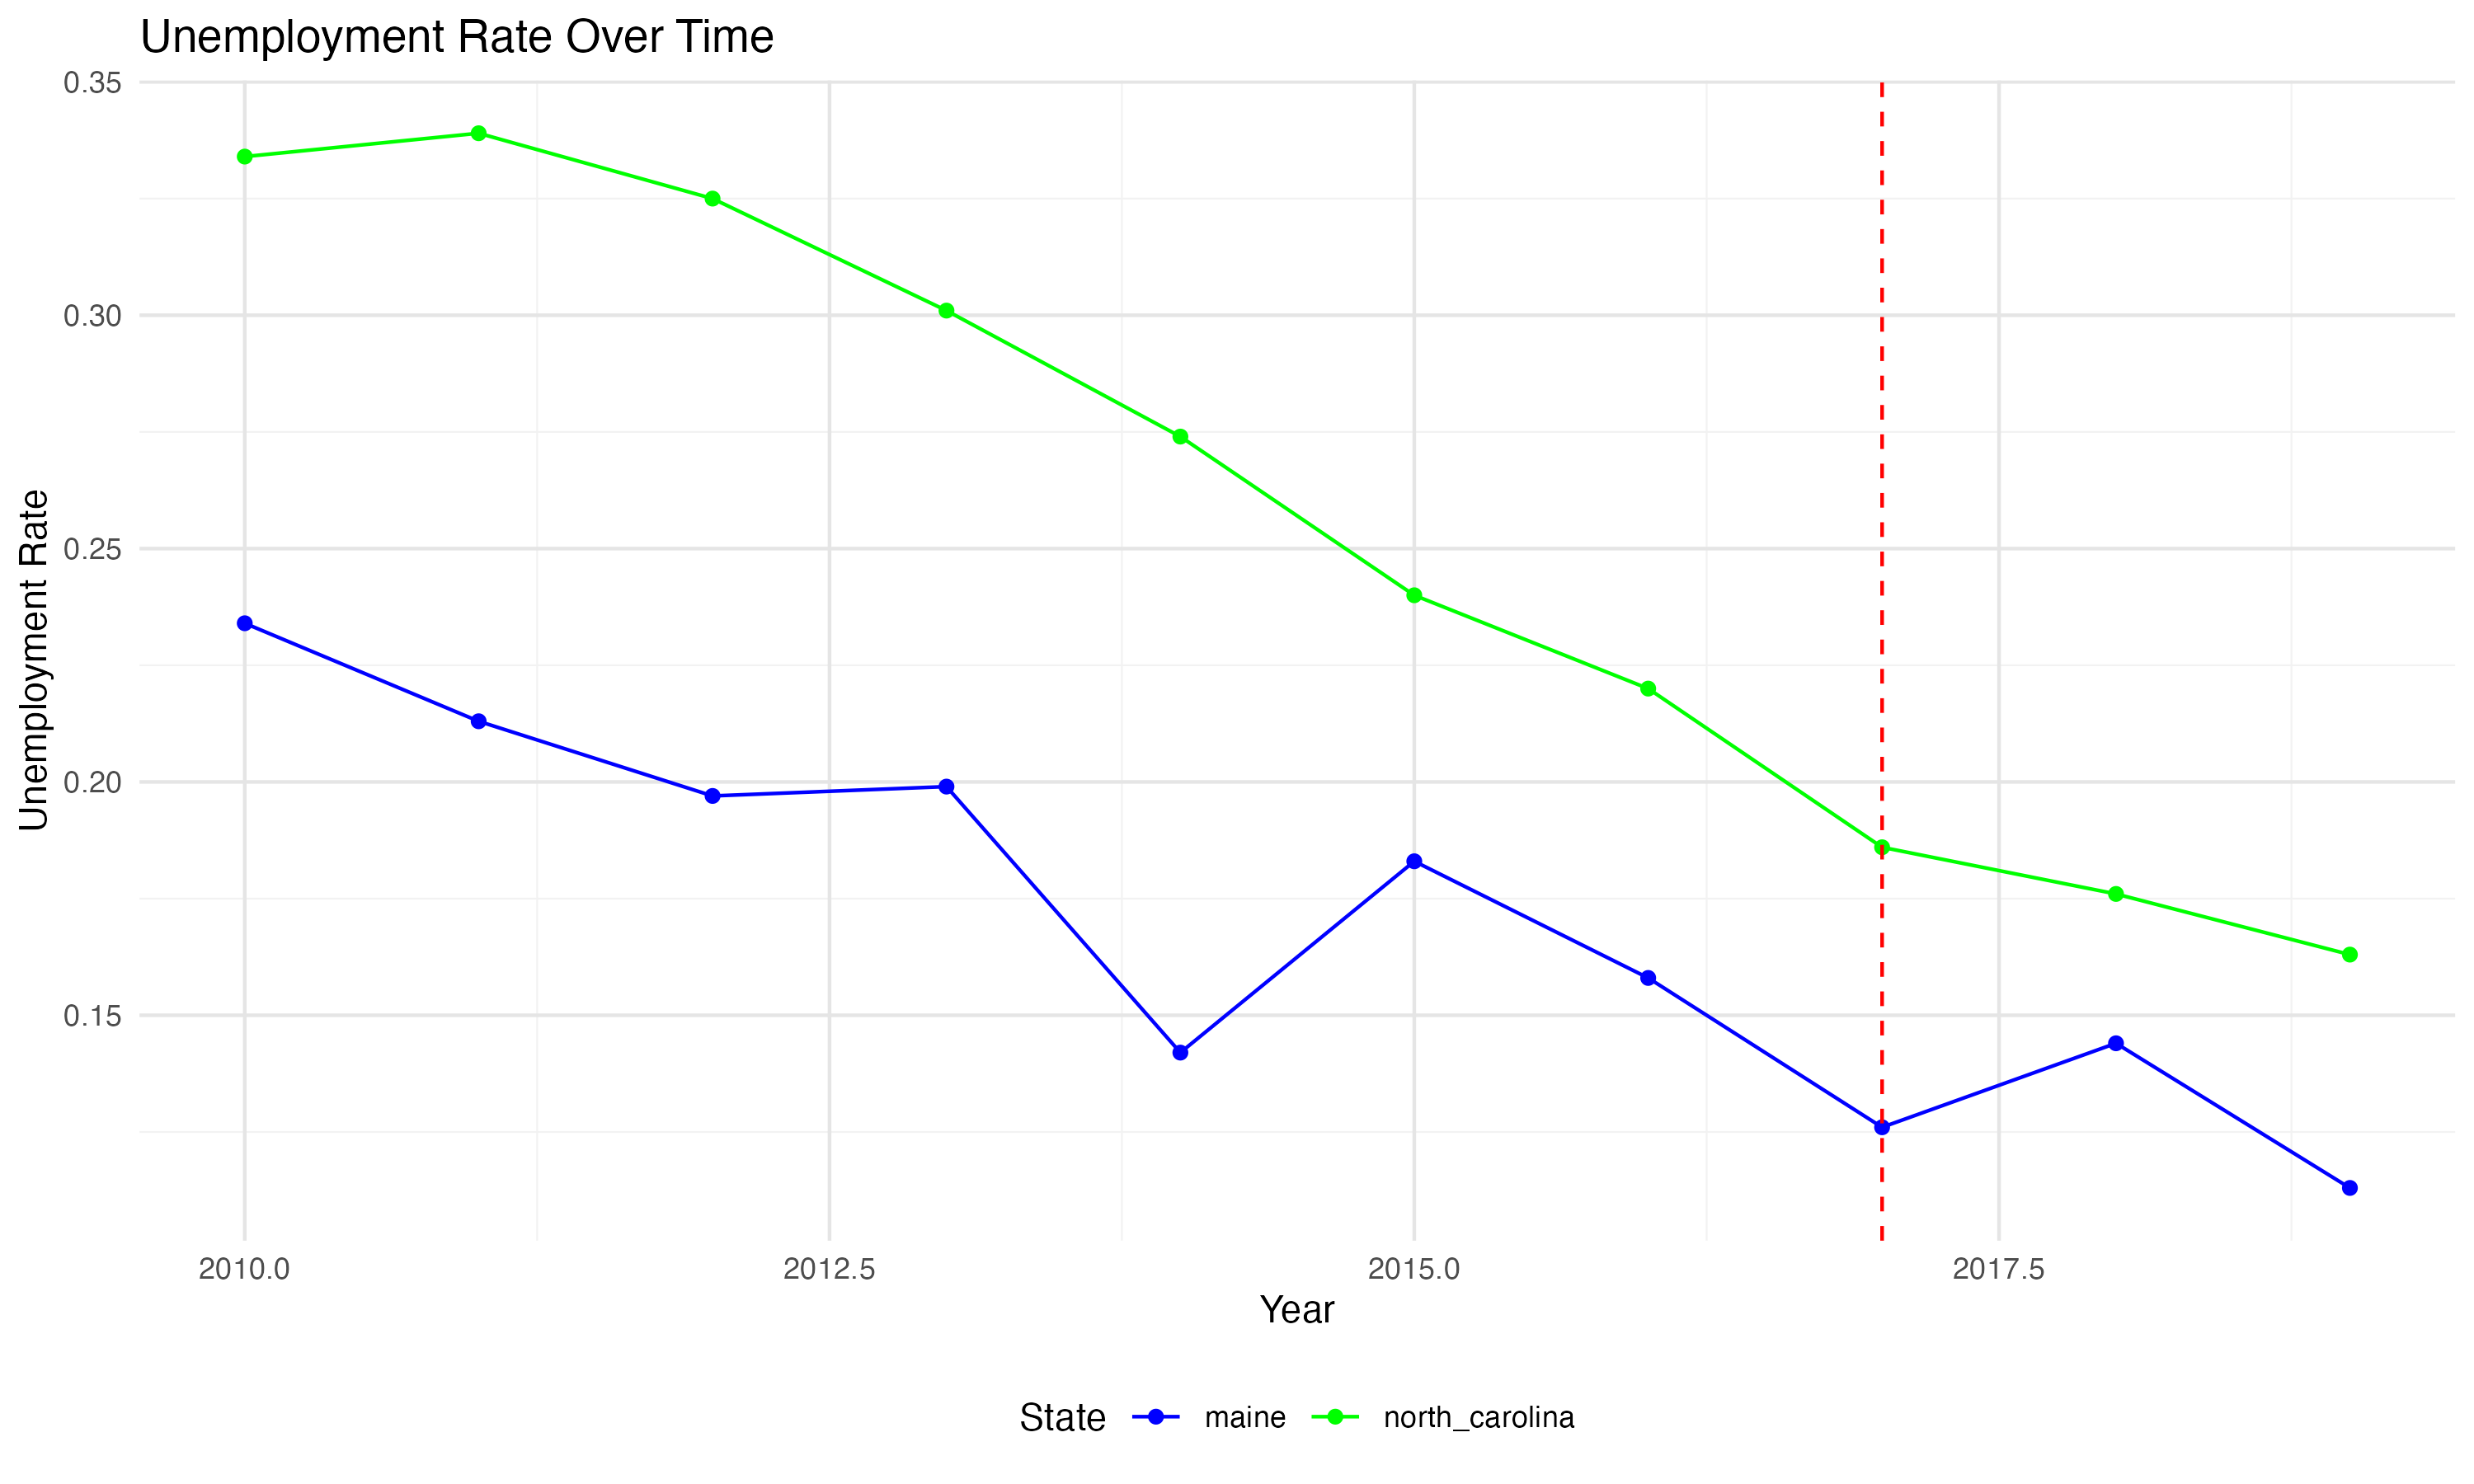 Unemployment Rate Over Time
0.35
0.30
0.25
0.20
0.15
Unemployment Rate
2010.0
2012.5
2015.0
2017.5
Year
State
maine
north_carolina